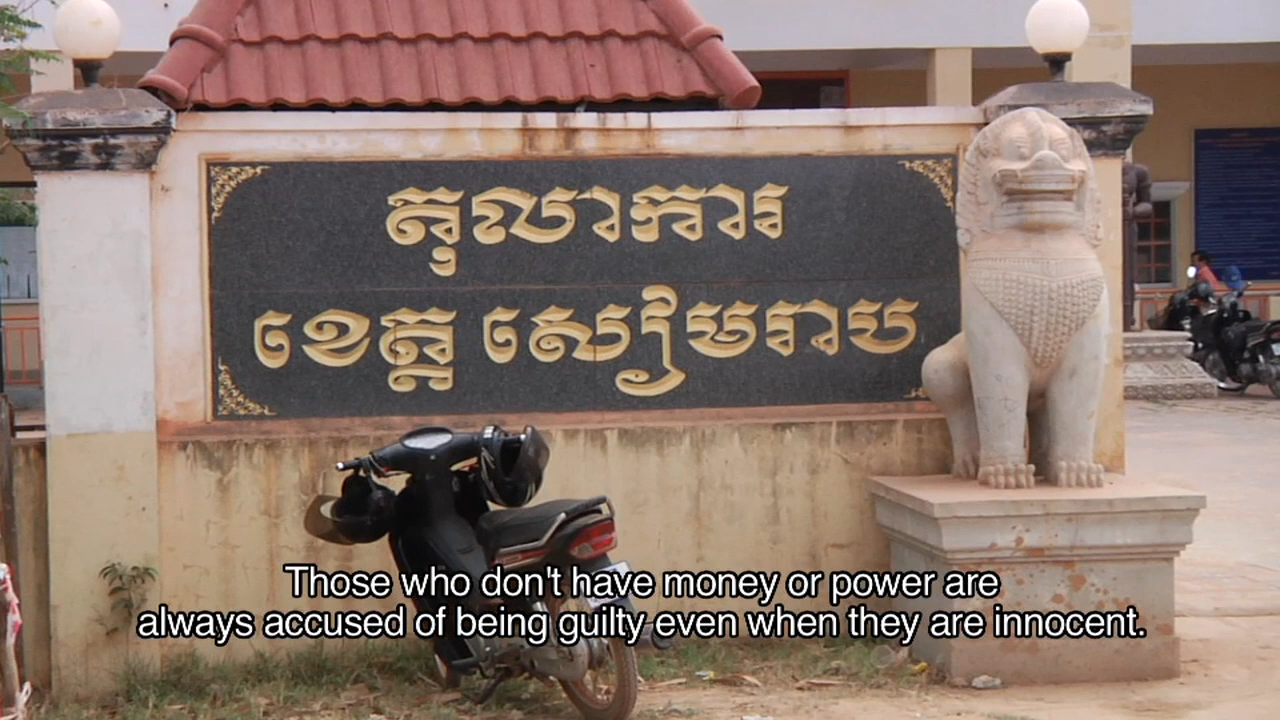 តុលាការ
ខេត្ត សៀមរាប
Those who don't have money or power are
always accused of being guilty even when they are innocent.